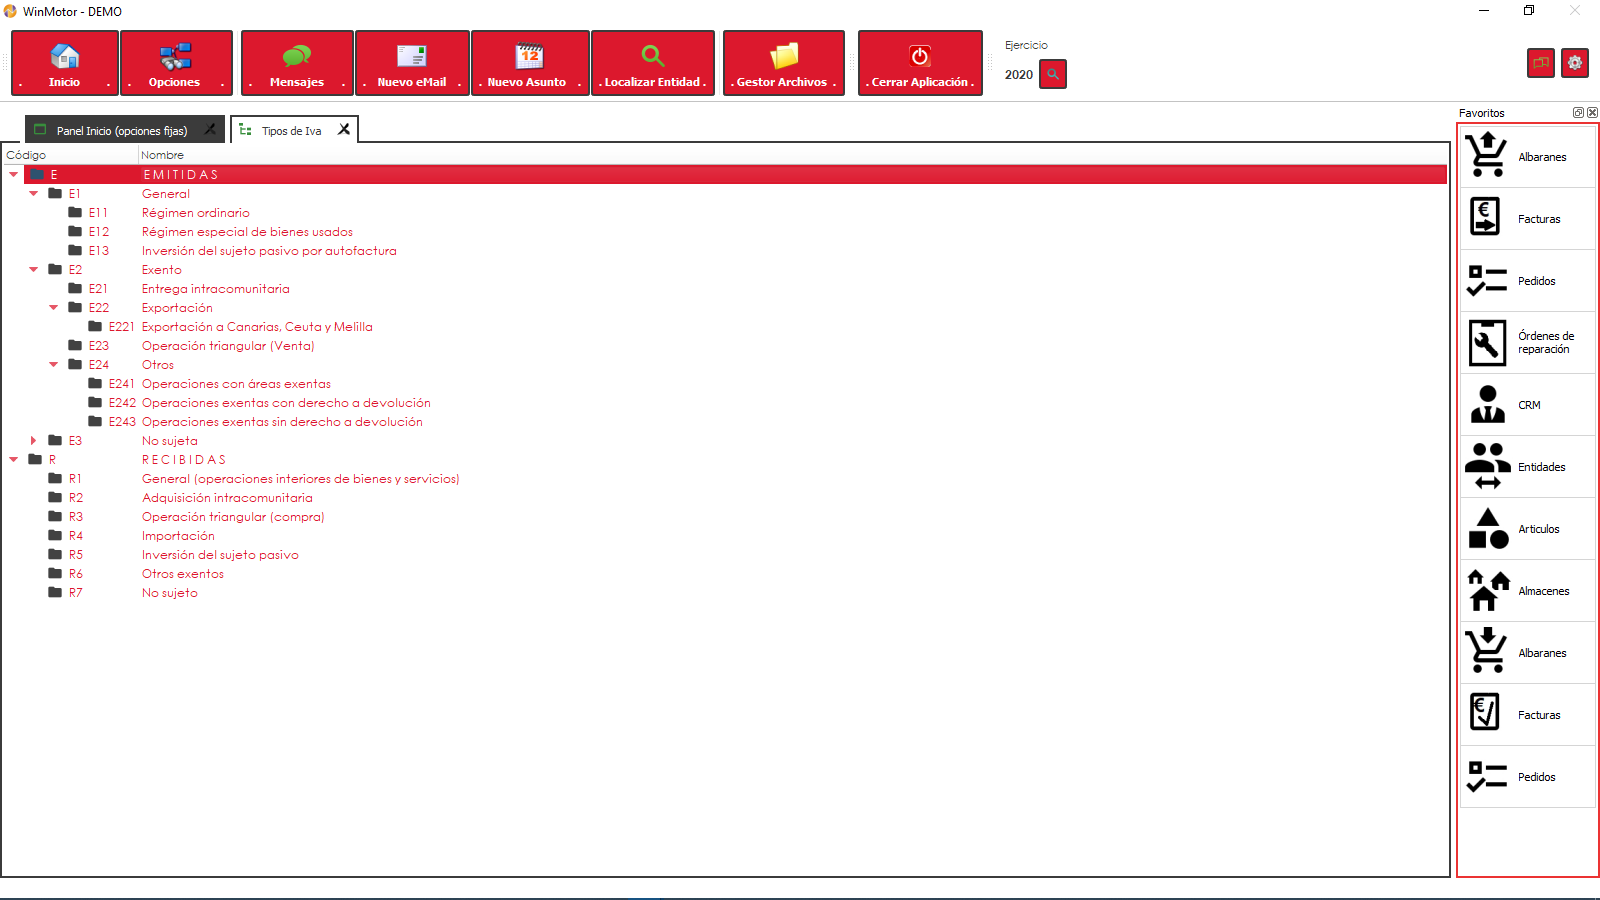 WinMotor - DEMO
. Inicio .
. Opciones .
. Mensajes .
. Nuevo eMail .
. Nuevo Asunto .
. Localizar Entidad .
. Gestor Archivos .
. Cerrar Aplicación .
Ejercicio
2020
Panel Inicio (opciones fijas)
Tipos de Iva
Código Nombre
E E M I T I D A S
E1 General
E11 Régimen ordinario
E12 Régimen especial de bienes usados
E13 Inversión del sujeto pasivo por autofactura
E2 Exento
E21 Entrega intracomunitaria
E22 Exportación
E221 Exportación a Canarias, Ceuta y Melilla
E23 Operación triangular (Venta)
E24 Otros
E241 Operaciones con áreas exentas
E242 Operaciones exentas con derecho a devolución
E243 Operaciones exentas sin derecho a devolución
E3 No sujeta
R R E C I B I D A S
R1 General (operaciones interiores de bienes y servicios)
R2 Adquisición intracomunitaria
R3 Operación triangular (compra)
R4 Importación
R5 Inversión del sujeto pasivo
R6 Otros exentos
R7 No sujeto
Favoritos
Albaranes
Facturas
Pedidos
Órdenes de
reparación
CRM
Entidades
Articulos
Almacenes
Albaranes
Facturas
Pedidos